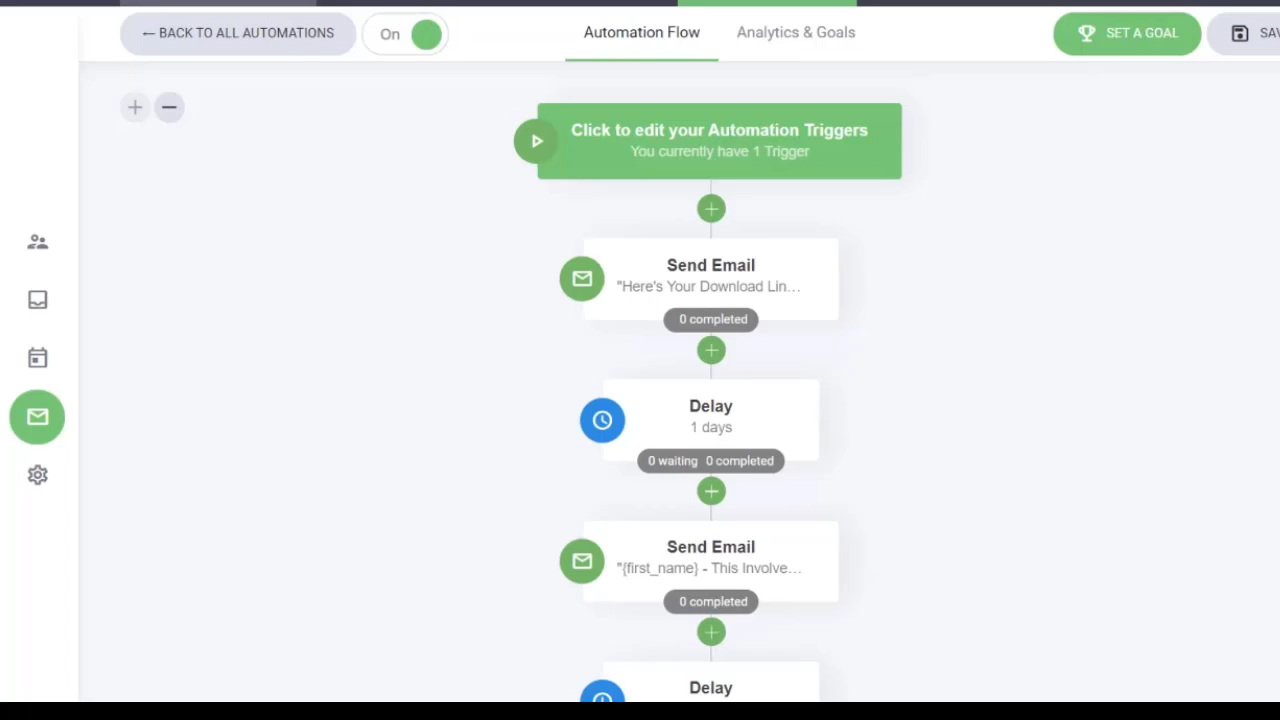 ← BACK TO ALL AUTOMATIONS
On
Automation Flow
Analytics & Goals
SET A GOAL
Click to edit your Automation Triggers
You currently have 1 Trigger
Send Email
"Here's Your Download Lin...
0 completed
Delay
1 days
0 waiting 0 completed
Send Email
"{first_name} - This Involve...
0 completed
Delay